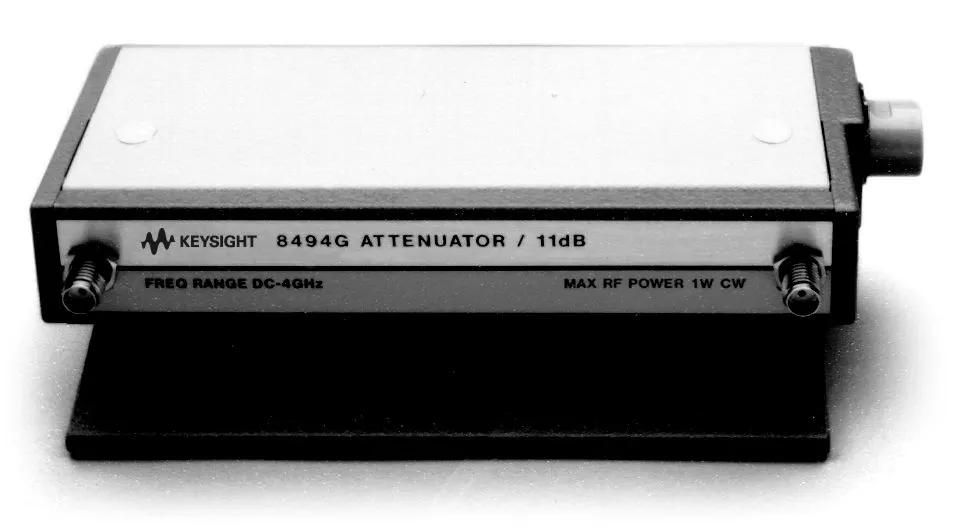 KEYSIGHT 8494G ATTENUATOR / 11dB
FREQ RANGE DC-4GHz MAX RF POWER 1W CW